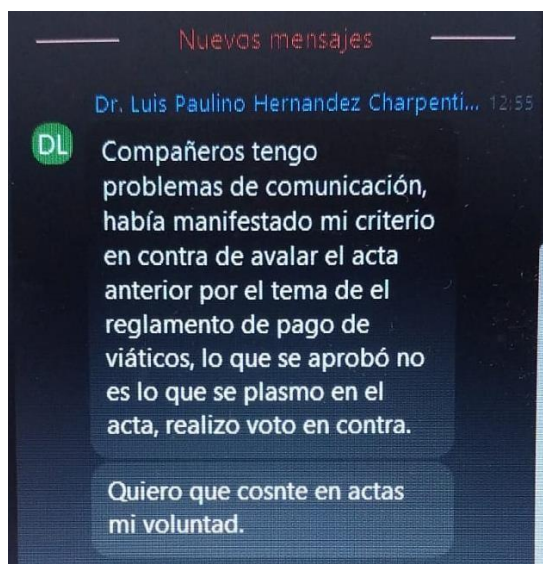 Nuevos mensajes
Dr. Luis Paulino Hernandez Charpenti... 12:55
DL
Compañeros tengo
problemas de comunicación,
había manifestado mi criterio
en contra de avalar el acta
anterior por el tema de el
reglamento de pago de
viáticos, lo que se aprobó no
es lo que se plasmo en el
acta, realizo voto en contra.
Quiero que cosnte en actas
mi voluntad.